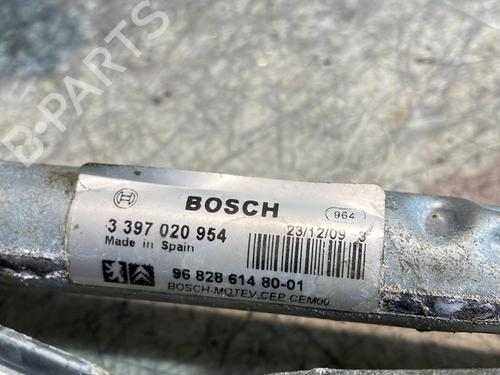 BOSCH
964
3 397 020 954
23/12/09
3
Made in Spain
96 828 614 80-01
BOSCH-MOTEV.CEP CEM00
B-PARTS